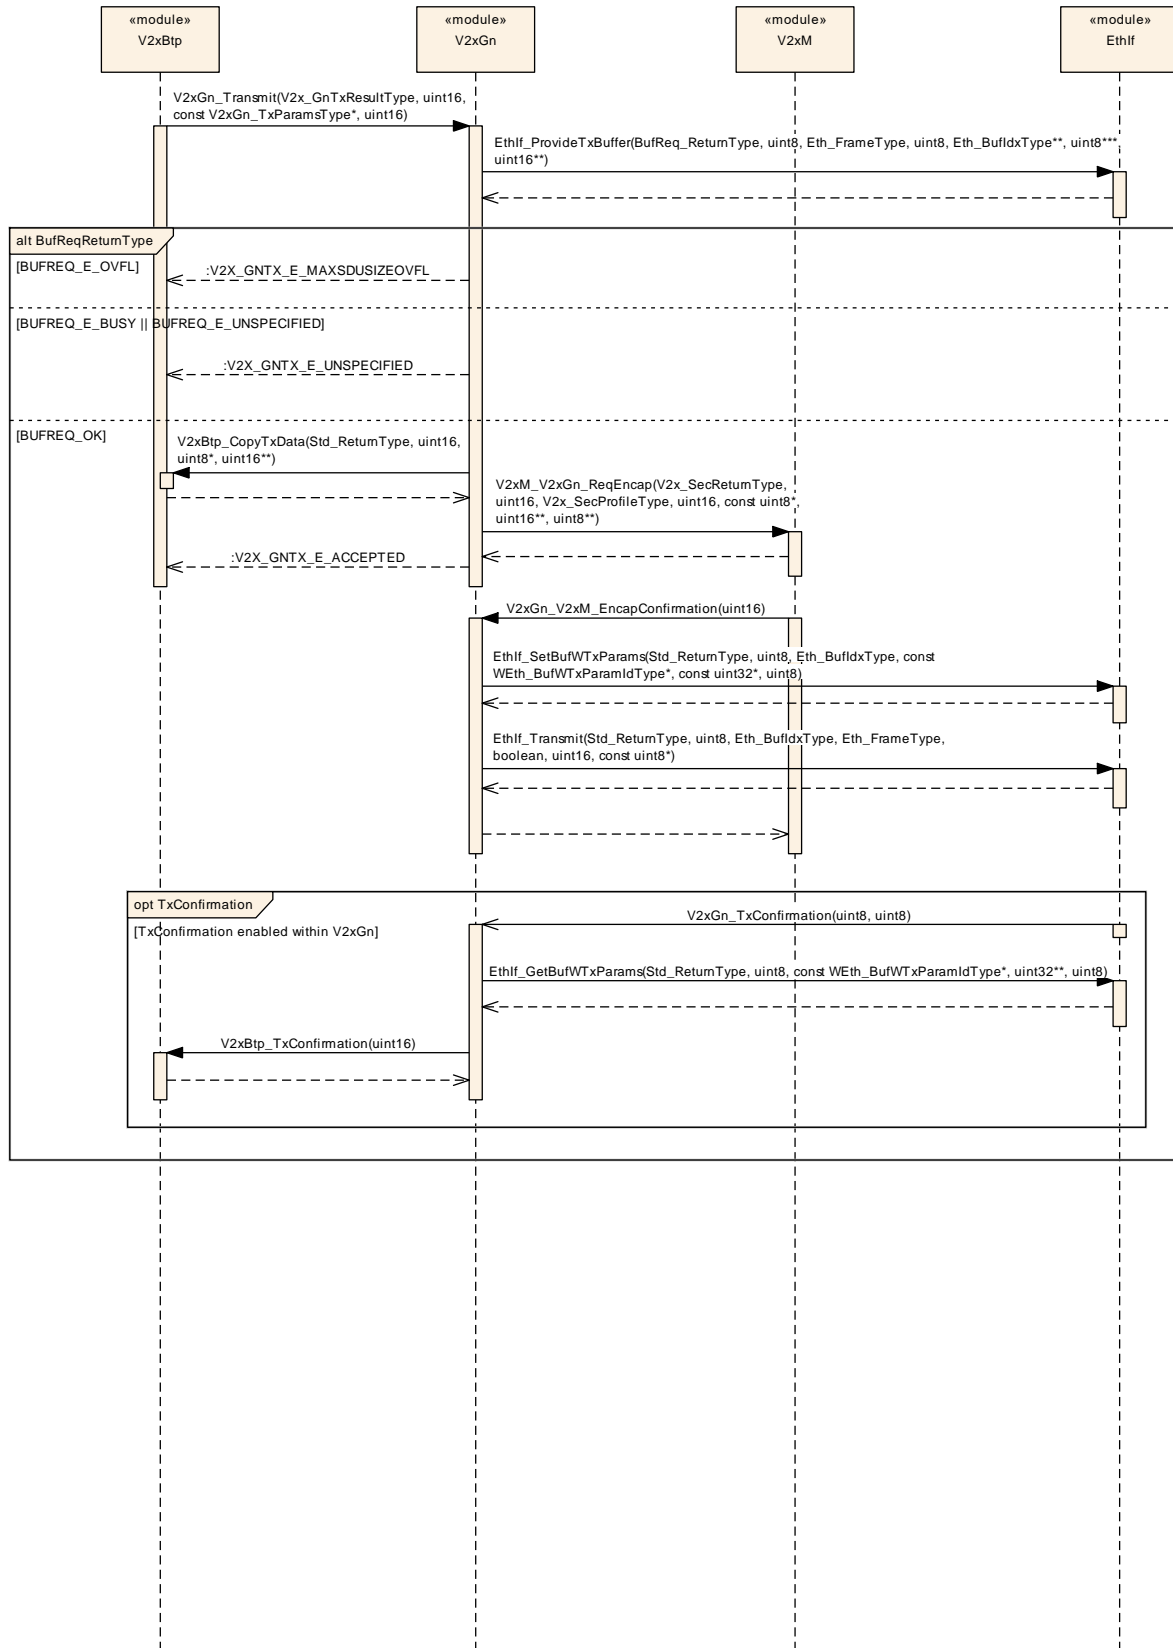 «module»
V2xBtp
«module»
V2xGn
«module»
V2xM
«module»
EthIf
V2xGn_Transmit(V2x_GnTxResultType, uint16,
const V2xGn_TxParamsType*, uint16)
EthIf_ProvideTxBuffer(BufReq_ReturnType, uint8, Eth_FrameType, uint8, Eth_BufIdxType**, uint8***,
uint16**)
alt BufReqReturnType
[BUFREQ_E_OVFL]
:V2X_GNTX_E_MAXSDUSIZEOVFL
[BUFREQ_E_BUSY || BUFREQ_E_UNSPECIFIED]
:V2X_GNTX_E_UNSPECIFIED
[BUFREQ_OK]
V2xBtp_CopyTxData(Std_ReturnType, uint16,
uint8*, uint16**)
V2xM_V2xGn_ReqEncap(V2x_SecReturnType,
uint16, V2x_SecProfileType, uint16, const uint8*,
uint16**, uint8**)
:V2X_GNTX_E_ACCEPTED
V2xGn_V2xM_EncapConfirmation(uint16)
EthIf_SetBufWTxParams(Std_ReturnType, uint8, Eth_BufIdxType, const
WEth_BufWTxParamIdType*, const uint32*, uint8)
EthIf_Transmit(Std_ReturnType, uint8, Eth_BufIdxType, Eth_FrameType,
boolean, uint16, const uint8*)
opt TxConfirmation
[TxConfirmation enabled within V2xGn]
V2xGn_TxConfirmation(uint8, uint8)
EthIf_GetBufWTxParams(Std_ReturnType, uint8, const WEth_BufWTxParamIdType*, uint32**, uint8)
V2xBtp_TxConfirmation(uint16)